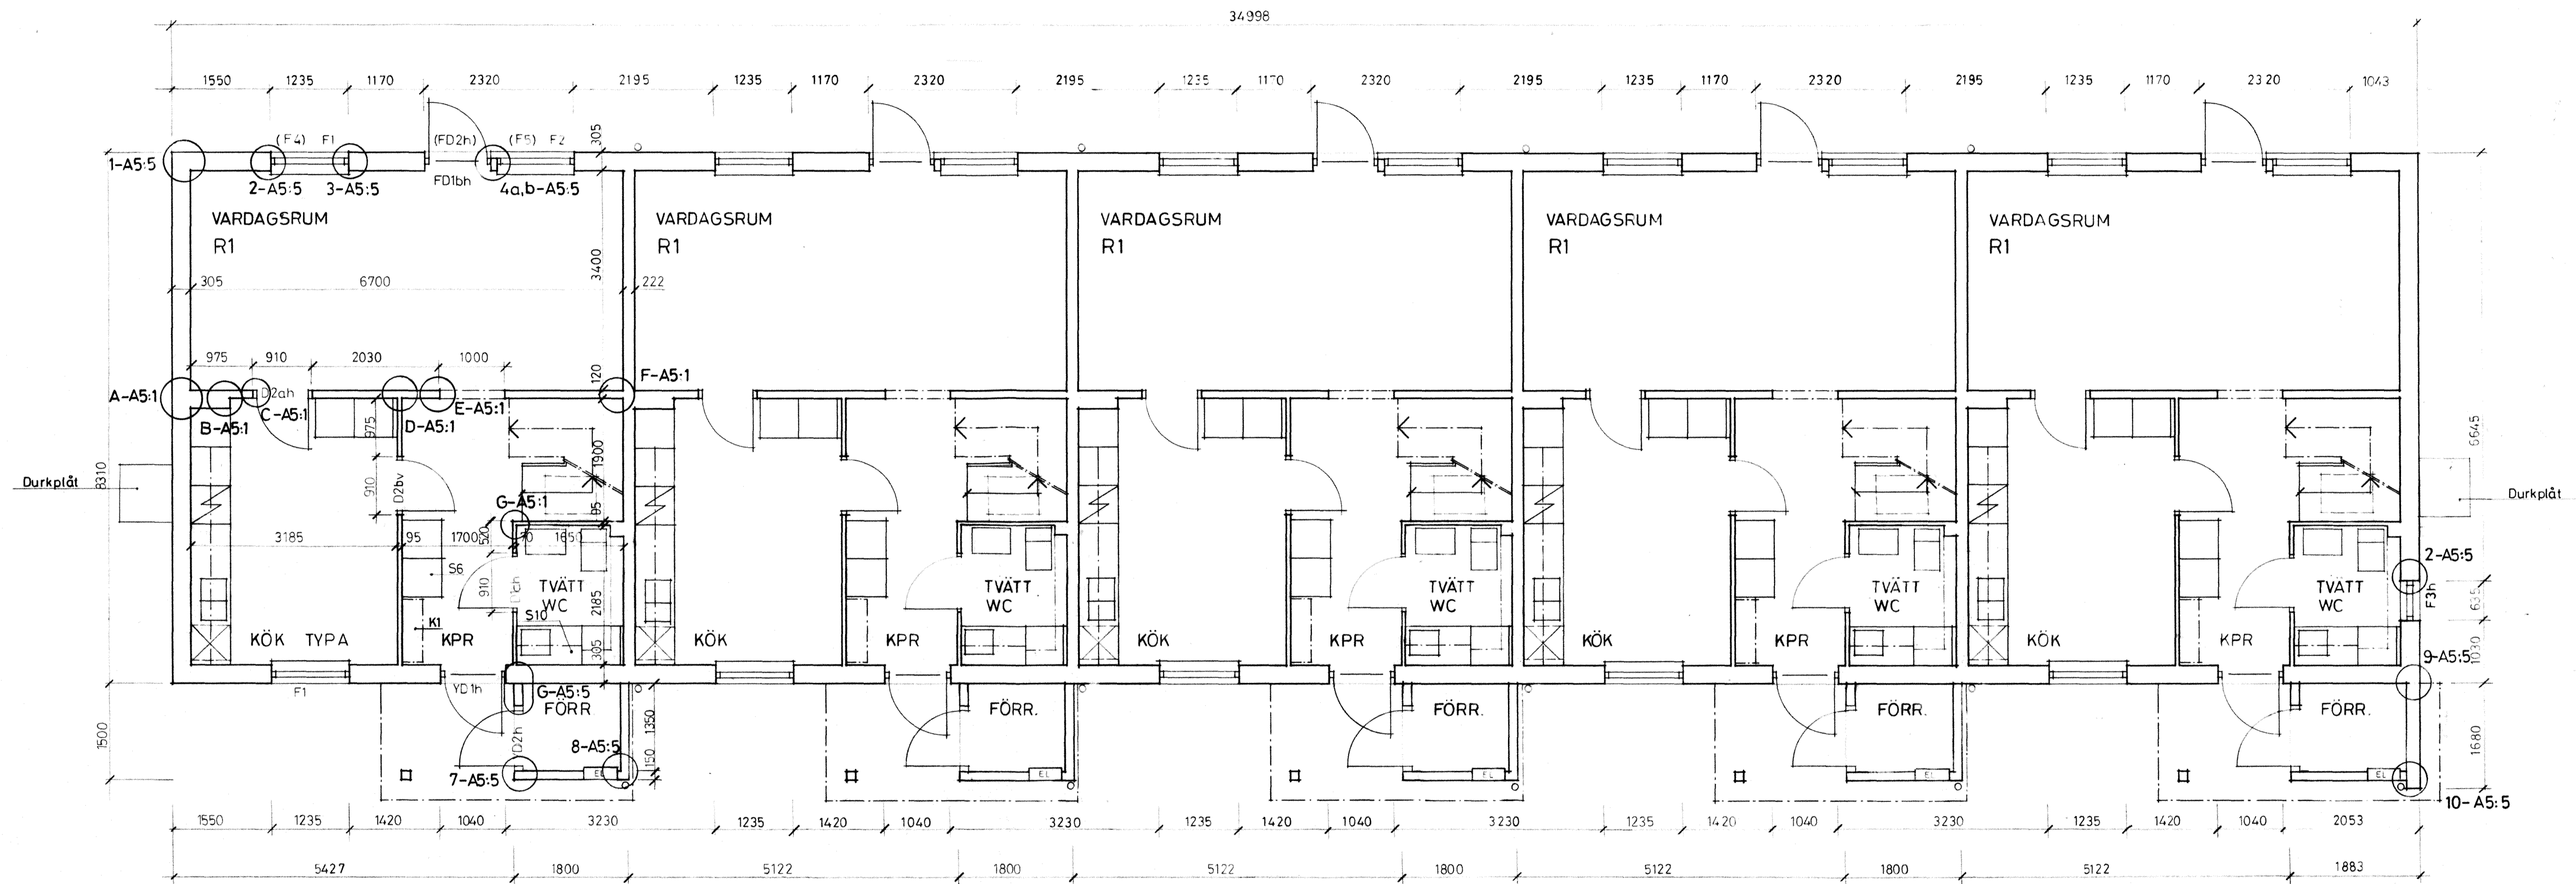 34998
1550 1235 1170 2320 2195 1235 1170 2320 2195 1235 1170 2320 2195 1235 1170 2320 2195 1235 1170 2320 1043
(F4) F1 (FD2h) (F5) F2 305
1-A5:5 2-A5:5 3-A5:5 FD1bh 4a,b-A5:5
VARDAGSRUM VARDAGSRUM VARDAGSRUM VARDAGSRUM VARDAGSRUM
R1 R1 R1 R1 R1
3400
305 6700 222
975 910 2030 1000
120 F-A5:1
A-A5:1 D2ah
B-A5:1 C-A5:1 D-A5:1 E-A5:1
975
1900
6645
8310
Durkplåt 910 D2bv Durkplåt
G-A5:1 95
520
3185 95 1700 70 1650
2-A5:5
S6
910 TVÄTT TVÄTT TVÄTT TVÄTT TVÄTT
WC WC WC WC WC
2185
635 F3h
S10
K1
KÖK TYP A KPR KÖK KPR KÖK KPR KÖK KPR KÖK KPR
305
1030
9-A5:5
F1 YD1h G-A5:5
FÖRR. FÖRR. FÖRR. FÖRR. FÖRR.
1500 YD2h 1350 1680
8-A5:5 150
7-A5:5 EL EL EL EL EL
10-A5:5
1550 1235 1420 1040 3230 1235 1420 1040 3230 1235 1420 1040 3230 1235 1420 1040 3230 1235 1420 1040 2053
5427 1800 5122 1800 5122 1800 5122 1800 5122 1883